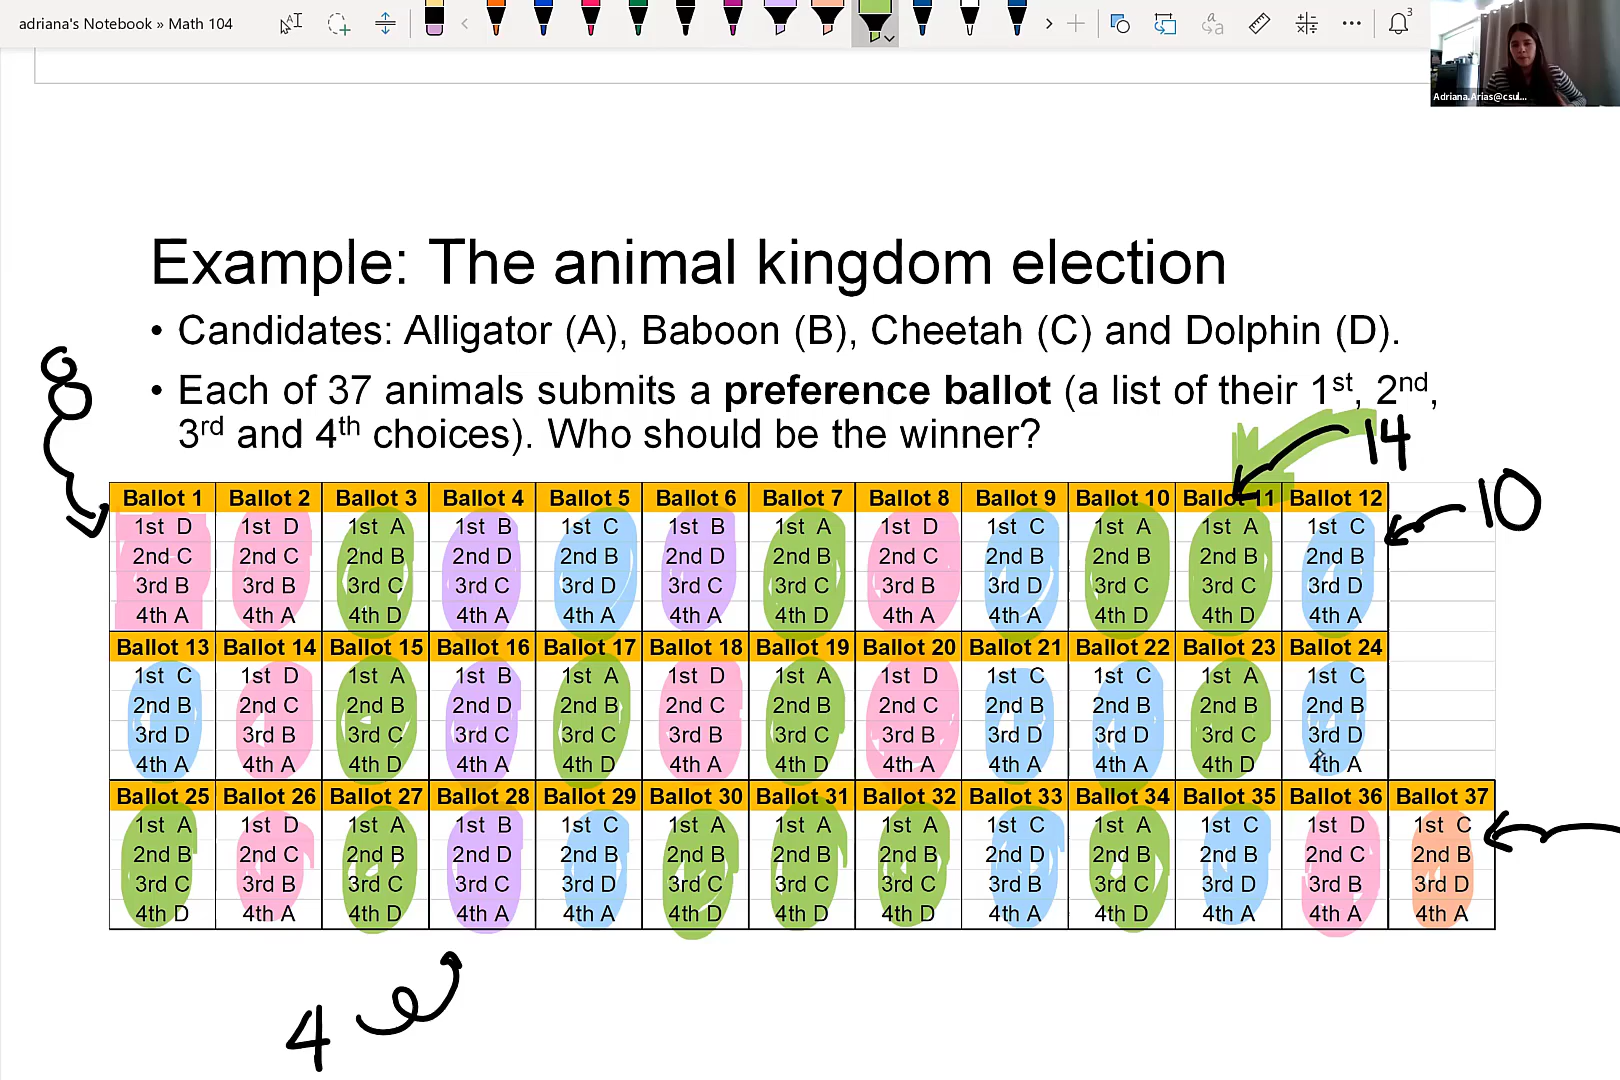 adriana's Notebook » Math 104
3
Adriana.Arias@csul...
Example: The animal kingdom election
• Candidates: Alligator (A), Baboon (B), Cheetah (C) and Dolphin (D).
• Each of 37 animals submits a preference ballot (a list of their 1st, 2nd,
3rd and 4th choices). Who should be the winner?
8
14
10
Ballot 1 Ballot 2 Ballot 3 Ballot 4 Ballot 5 Ballot 6 Ballot 7 Ballot 8 Ballot 9 Ballot 10 Ballot 11 Ballot 12
1st D 1st D 1st A 1st B 1st C 1st B 1st A 1st D 1st C 1st A 1st A 1st C
2nd C 2nd C 2nd B 2nd D 2nd B 2nd D 2nd B 2nd C 2nd B 2nd B 2nd B 2nd B
3rd B 3rd B 3rd C 3rd C 3rd D 3rd C 3rd C 3rd B 3rd D 3rd C 3rd C 3rd D
4th A 4th A 4th D 4th A 4th A 4th A 4th D 4th A 4th A 4th D 4th D 4th A
Ballot 13 Ballot 14 Ballot 15 Ballot 16 Ballot 17 Ballot 18 Ballot 19 Ballot 20 Ballot 21 Ballot 22 Ballot 23 Ballot 24
1st C 1st D 1st A 1st B 1st A 1st D 1st A 1st D 1st C 1st C 1st A 1st C
2nd B 2nd C 2nd B 2nd D 2nd B 2nd C 2nd B 2nd C 2nd B 2nd B 2nd B 2nd B
3rd D 3rd B 3rd C 3rd C 3rd C 3rd B 3rd C 3rd B 3rd D 3rd D 3rd C 3rd D
4th A 4th A 4th D 4th A 4th D 4th A 4th D 4th A 4th A 4th A 4th D 4th A
Ballot 25 Ballot 26 Ballot 27 Ballot 28 Ballot 29 Ballot 30 Ballot 31 Ballot 32 Ballot 33 Ballot 34 Ballot 35 Ballot 36 Ballot 37
1st A 1st D 1st A 1st B 1st C 1st A 1st A 1st A 1st C 1st A 1st C 1st D 1st C
2nd B 2nd C 2nd B 2nd D 2nd B 2nd B 2nd B 2nd B 2nd D 2nd B 2nd B 2nd C 2nd B
3rd C 3rd B 3rd C 3rd C 3rd D 3rd C 3rd C 3rd C 3rd B 3rd C 3rd D 3rd B 3rd D
4th D 4th A 4th D 4th A 4th A 4th D 4th D 4th D 4th A 4th D 4th A 4th A 4th A
4